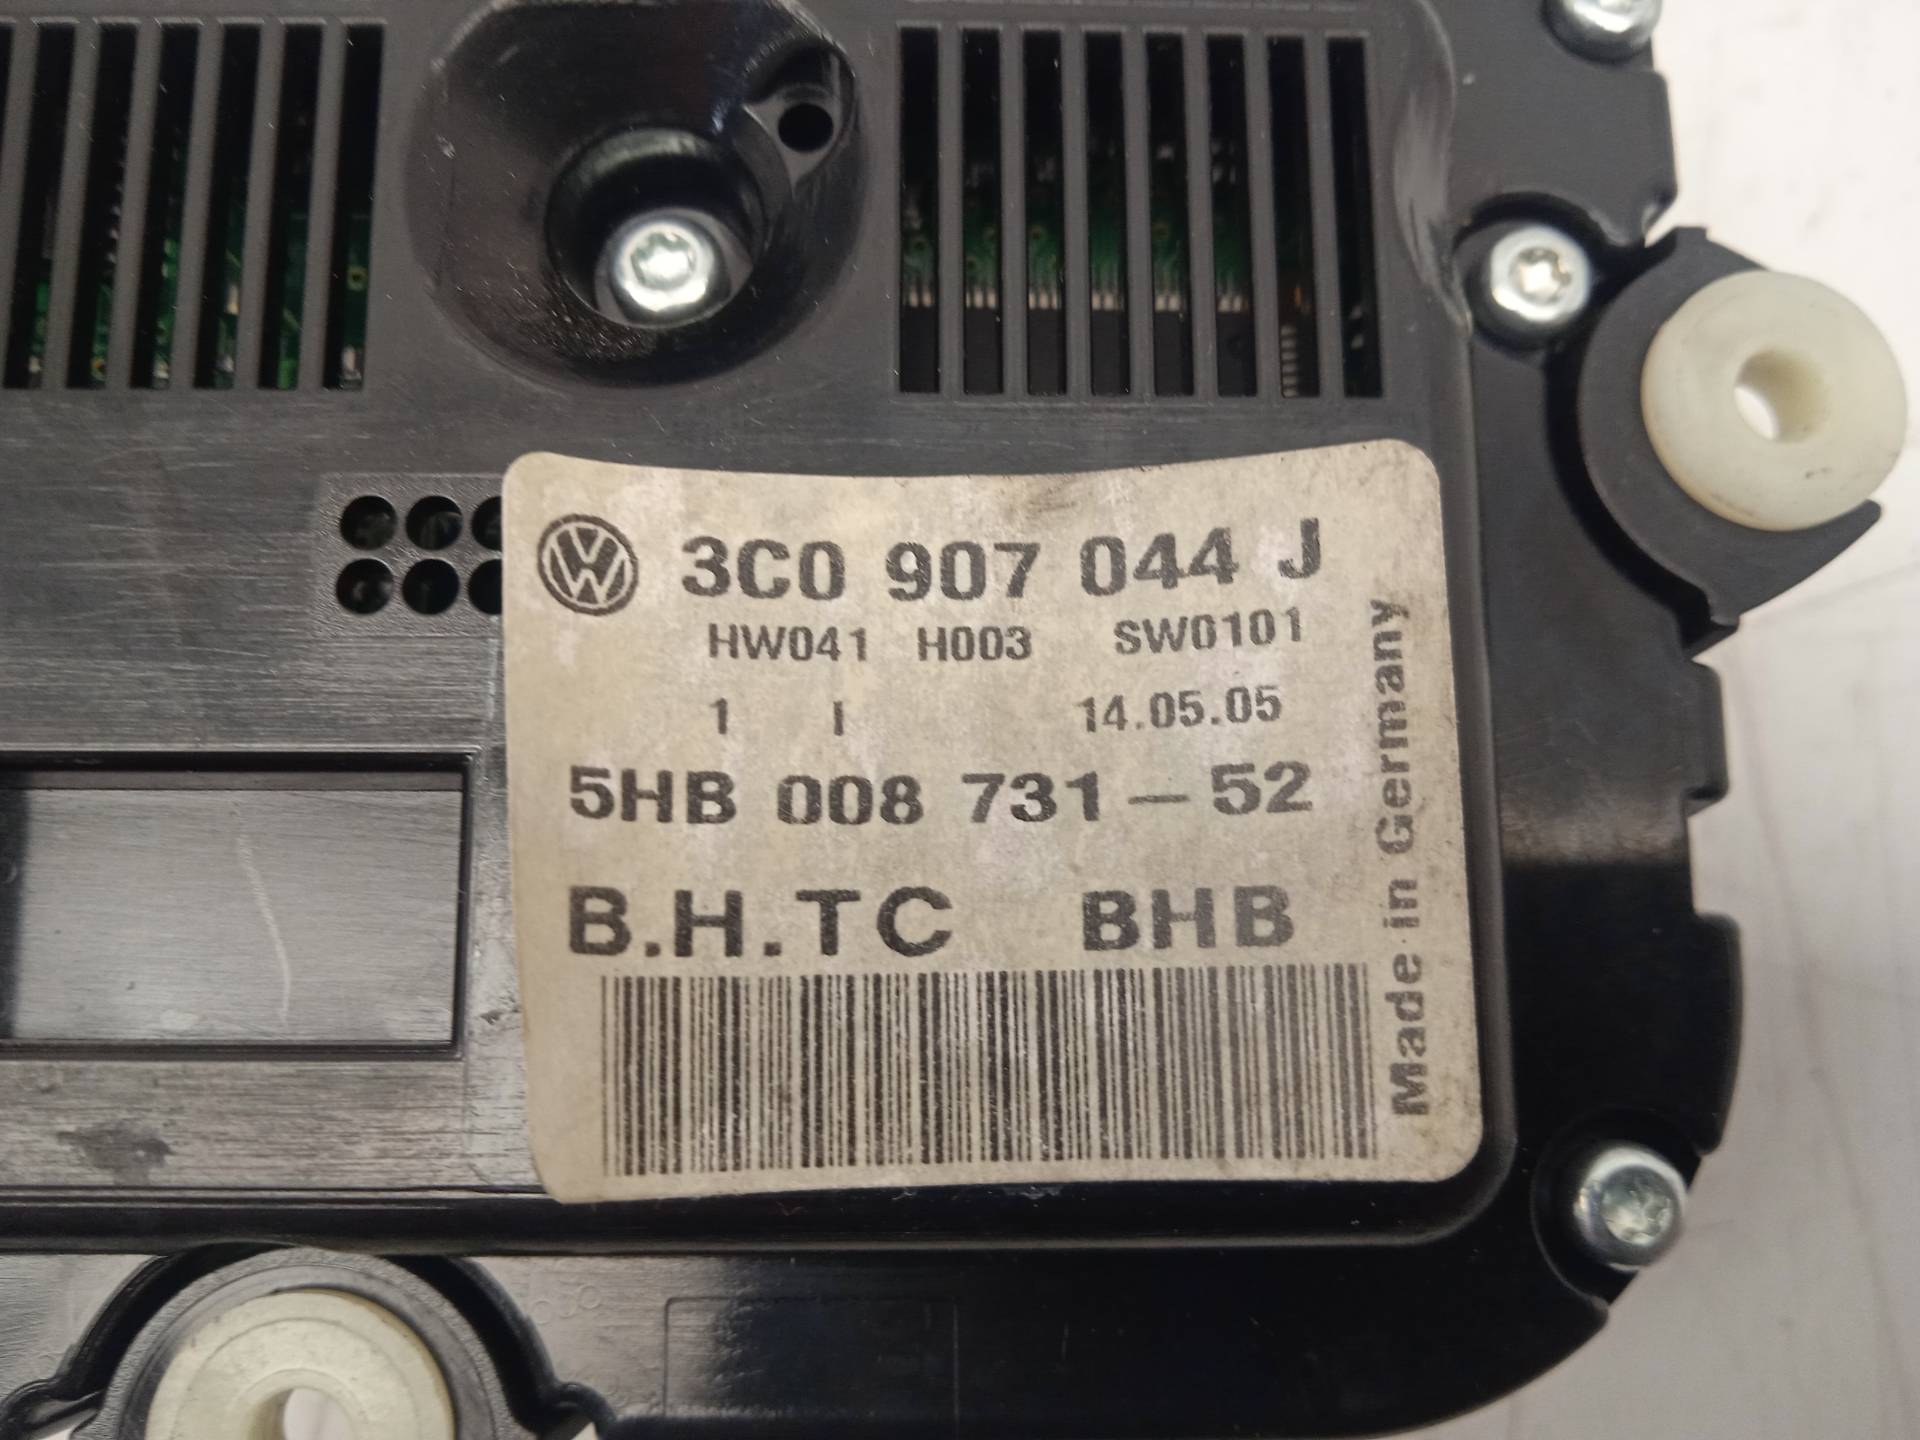 3C0 907 044 J
HW041 H003 SW0101
1 I 14.05.05
5HB 008 731-52
B.H.TC BHB
Made in Germany